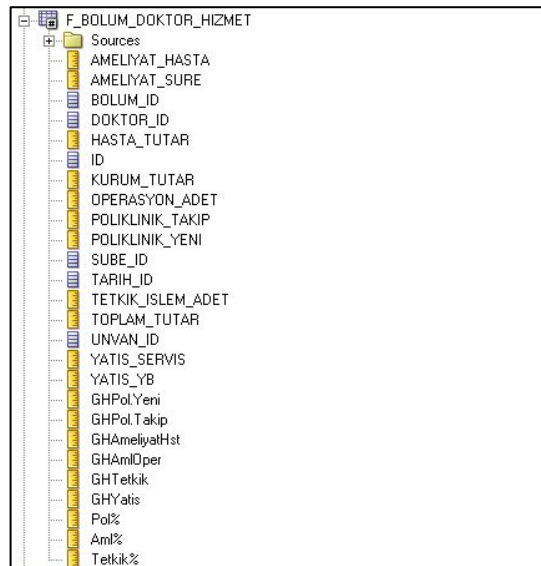 F_BOLUM_DOKTOR_HIZMET
Sources
AMELIYAT_HASTA
AMELIYAT_SURE
BOLUM_ID
DOKTOR_ID
HASTA_TUTAR
ID
KURUM_TUTAR
OPERASYON_ADET
POLIKLINIK_TAKIP
POLIKLINIK_YENI
SUBE_ID
TARIH_ID
TETKIK_ISLEM_ADET
TOPLAM_TUTAR
UNVAN_ID
YATIS_SERVIS
YATIS_YB
GHPol.Yeni
GHPol.Takip
GHAmeliyatHst
GHAmlOper
GHTetkik
GHYatis
Pol%
Aml%
Tetkik%